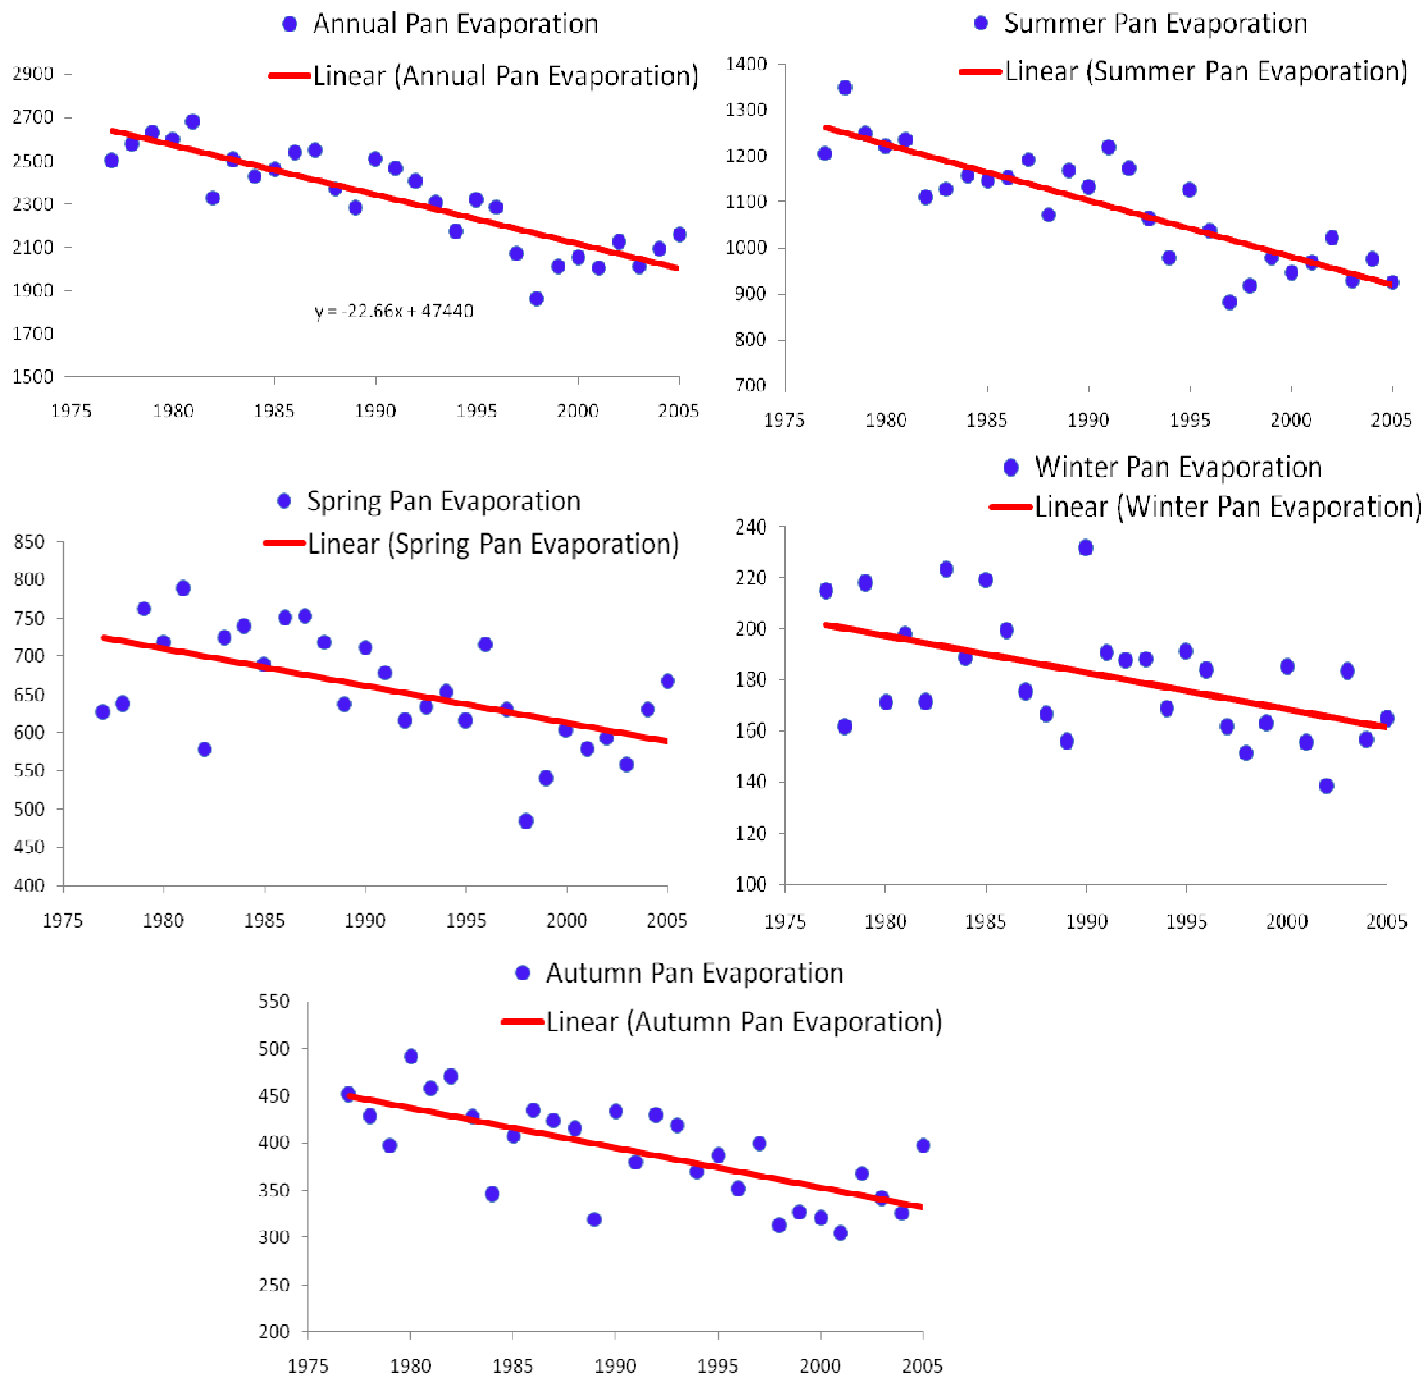 Annual Pan Evaporation
Linear (Annual Pan Evaporation)
2900
2700
2500
2300
2100
1900
1700
1500
y = -22.66x + 47440
1975 1980 1985 1990 1995 2000 2005
Summer Pan Evaporation
Linear (Summer Pan Evaporation)
1400
1300
1200
1100
1000
900
800
700
1975 1980 1985 1990 1995 2000 2005
Spring Pan Evaporation
Linear (Spring Pan Evaporation)
850
800
750
700
650
600
550
500
450
400
1975 1980 1985 1990 1995 2000 2005
Winter Pan Evaporation
Linear (Winter Pan Evaporation)
240
220
200
180
160
140
120
100
1975 1980 1985 1990 1995 2000 2005
Autumn Pan Evaporation
Linear (Autumn Pan Evaporation)
550
500
450
400
350
300
250
200
1975 1980 1985 1990 1995 2000 2005